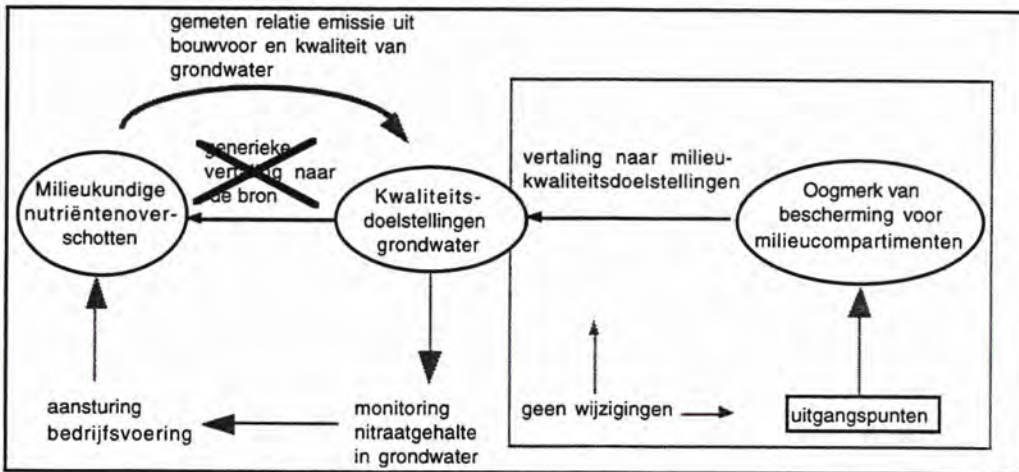 gemeten relatie emissie uit
bouwvoor en kwaliteit van
grondwater
generieke
vertaling naar
de bron
Milieukundige
nutriëntenover-
schotten
Kwaliteits-
doelstellingen
grondwater
vertaling naar milieu-
kwaliteitsdoelstellingen
Oogmerk van
bescherming voor
milieucompartimenten
aansturing
bedrijfsvoering
monitoring
nitraatgehalte
in grondwater
geen wijzigingen
uitgangspunten